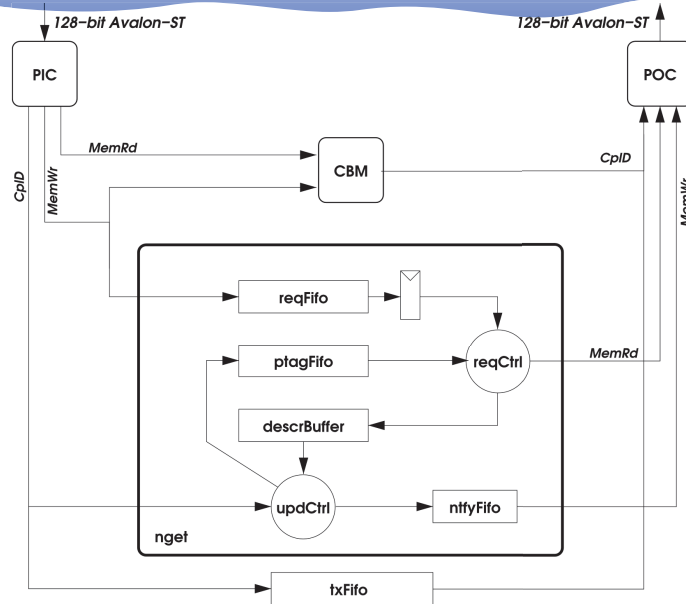 128-bit Avalon-ST
128-bit Avalon-ST
PIC
POC
MemRd
CplD
CBM
CplD
MemWr
MemWr
reqFifo
ptagFifo
reqCtrl
MemRd
descrBuffer
updCtrl
ntfyFifo
nget
txFifo